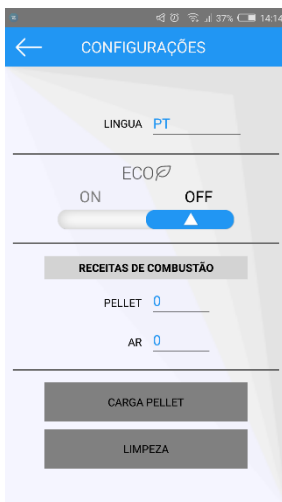 37% 14:14
CONFIGURAÇÕES
LINGUA PT
ECO
ON OFF
RECEITAS DE COMBUSTÃO
PELLET 0
AR 0
CARGA PELLET
LIMPEZA